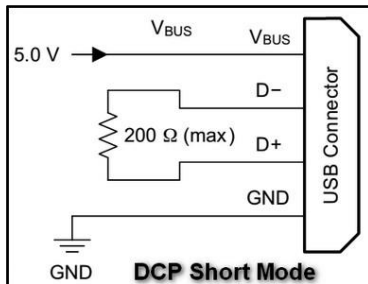 VBUS VBUS
5.0 V
D−
200 Ω (max)
D+
GND
GND
DCP Short Mode
USB Connector